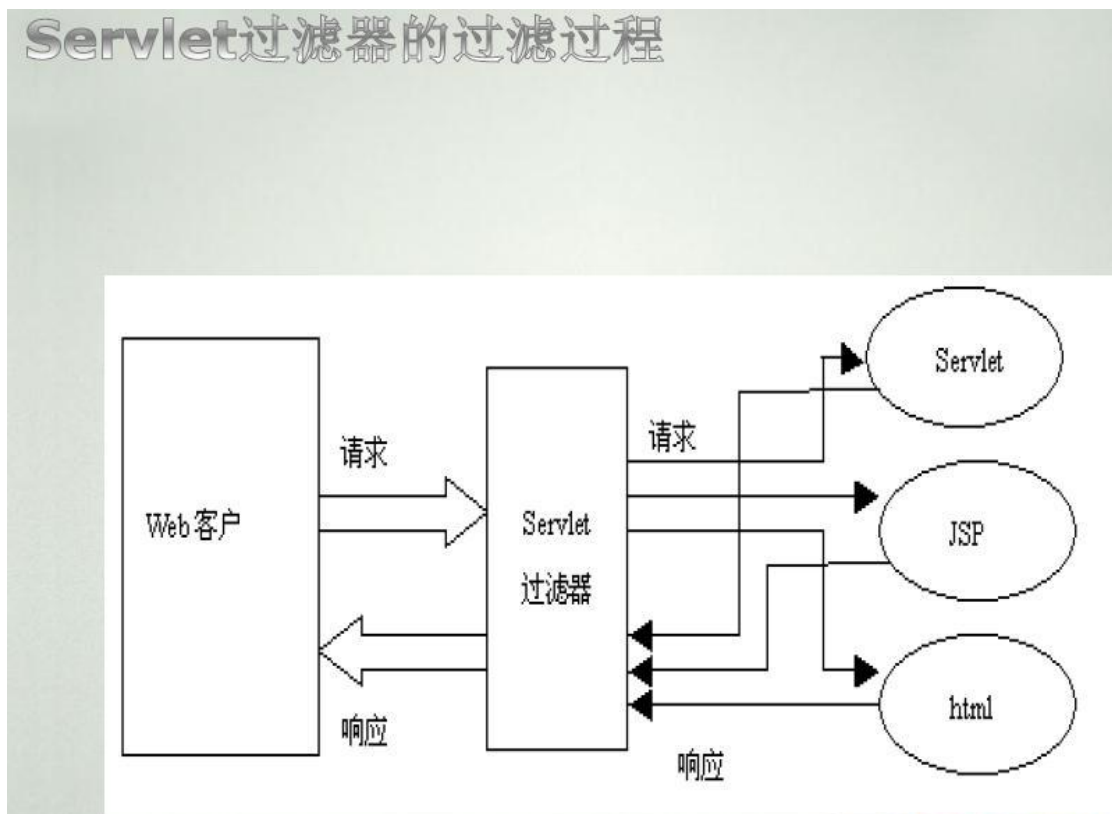 Servlet过滤器的过滤过程
Servlet
请求
请求
Web客户
Servlet
过滤器
JSP
html
响应
响应